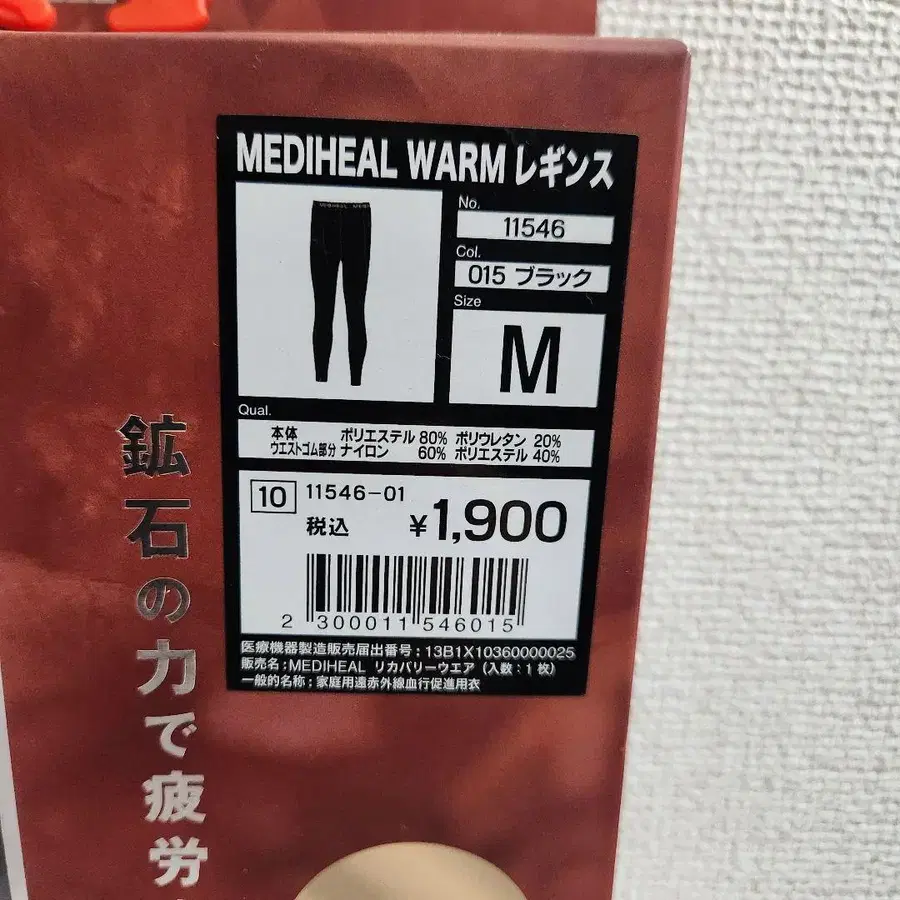 MEDIHEAL WARM レギンス
No.
11546
Col.
015 ブラック
Size
M
Qual.
本体 ポリエステル 80% ポリウレタン 20%
ウエストゴム部分 ナイロン 60% ポリエステル 40%
10 11546-01
税込 ¥1,900
2 300011 546015
医療機器製造販売届出番号:13B1X10360000025
販売名:MEDIHEAL リカバリーウエア(入数:1枚)
一般的名称:家庭用遠赤外線血行促進用衣
鉱石の力で疲労